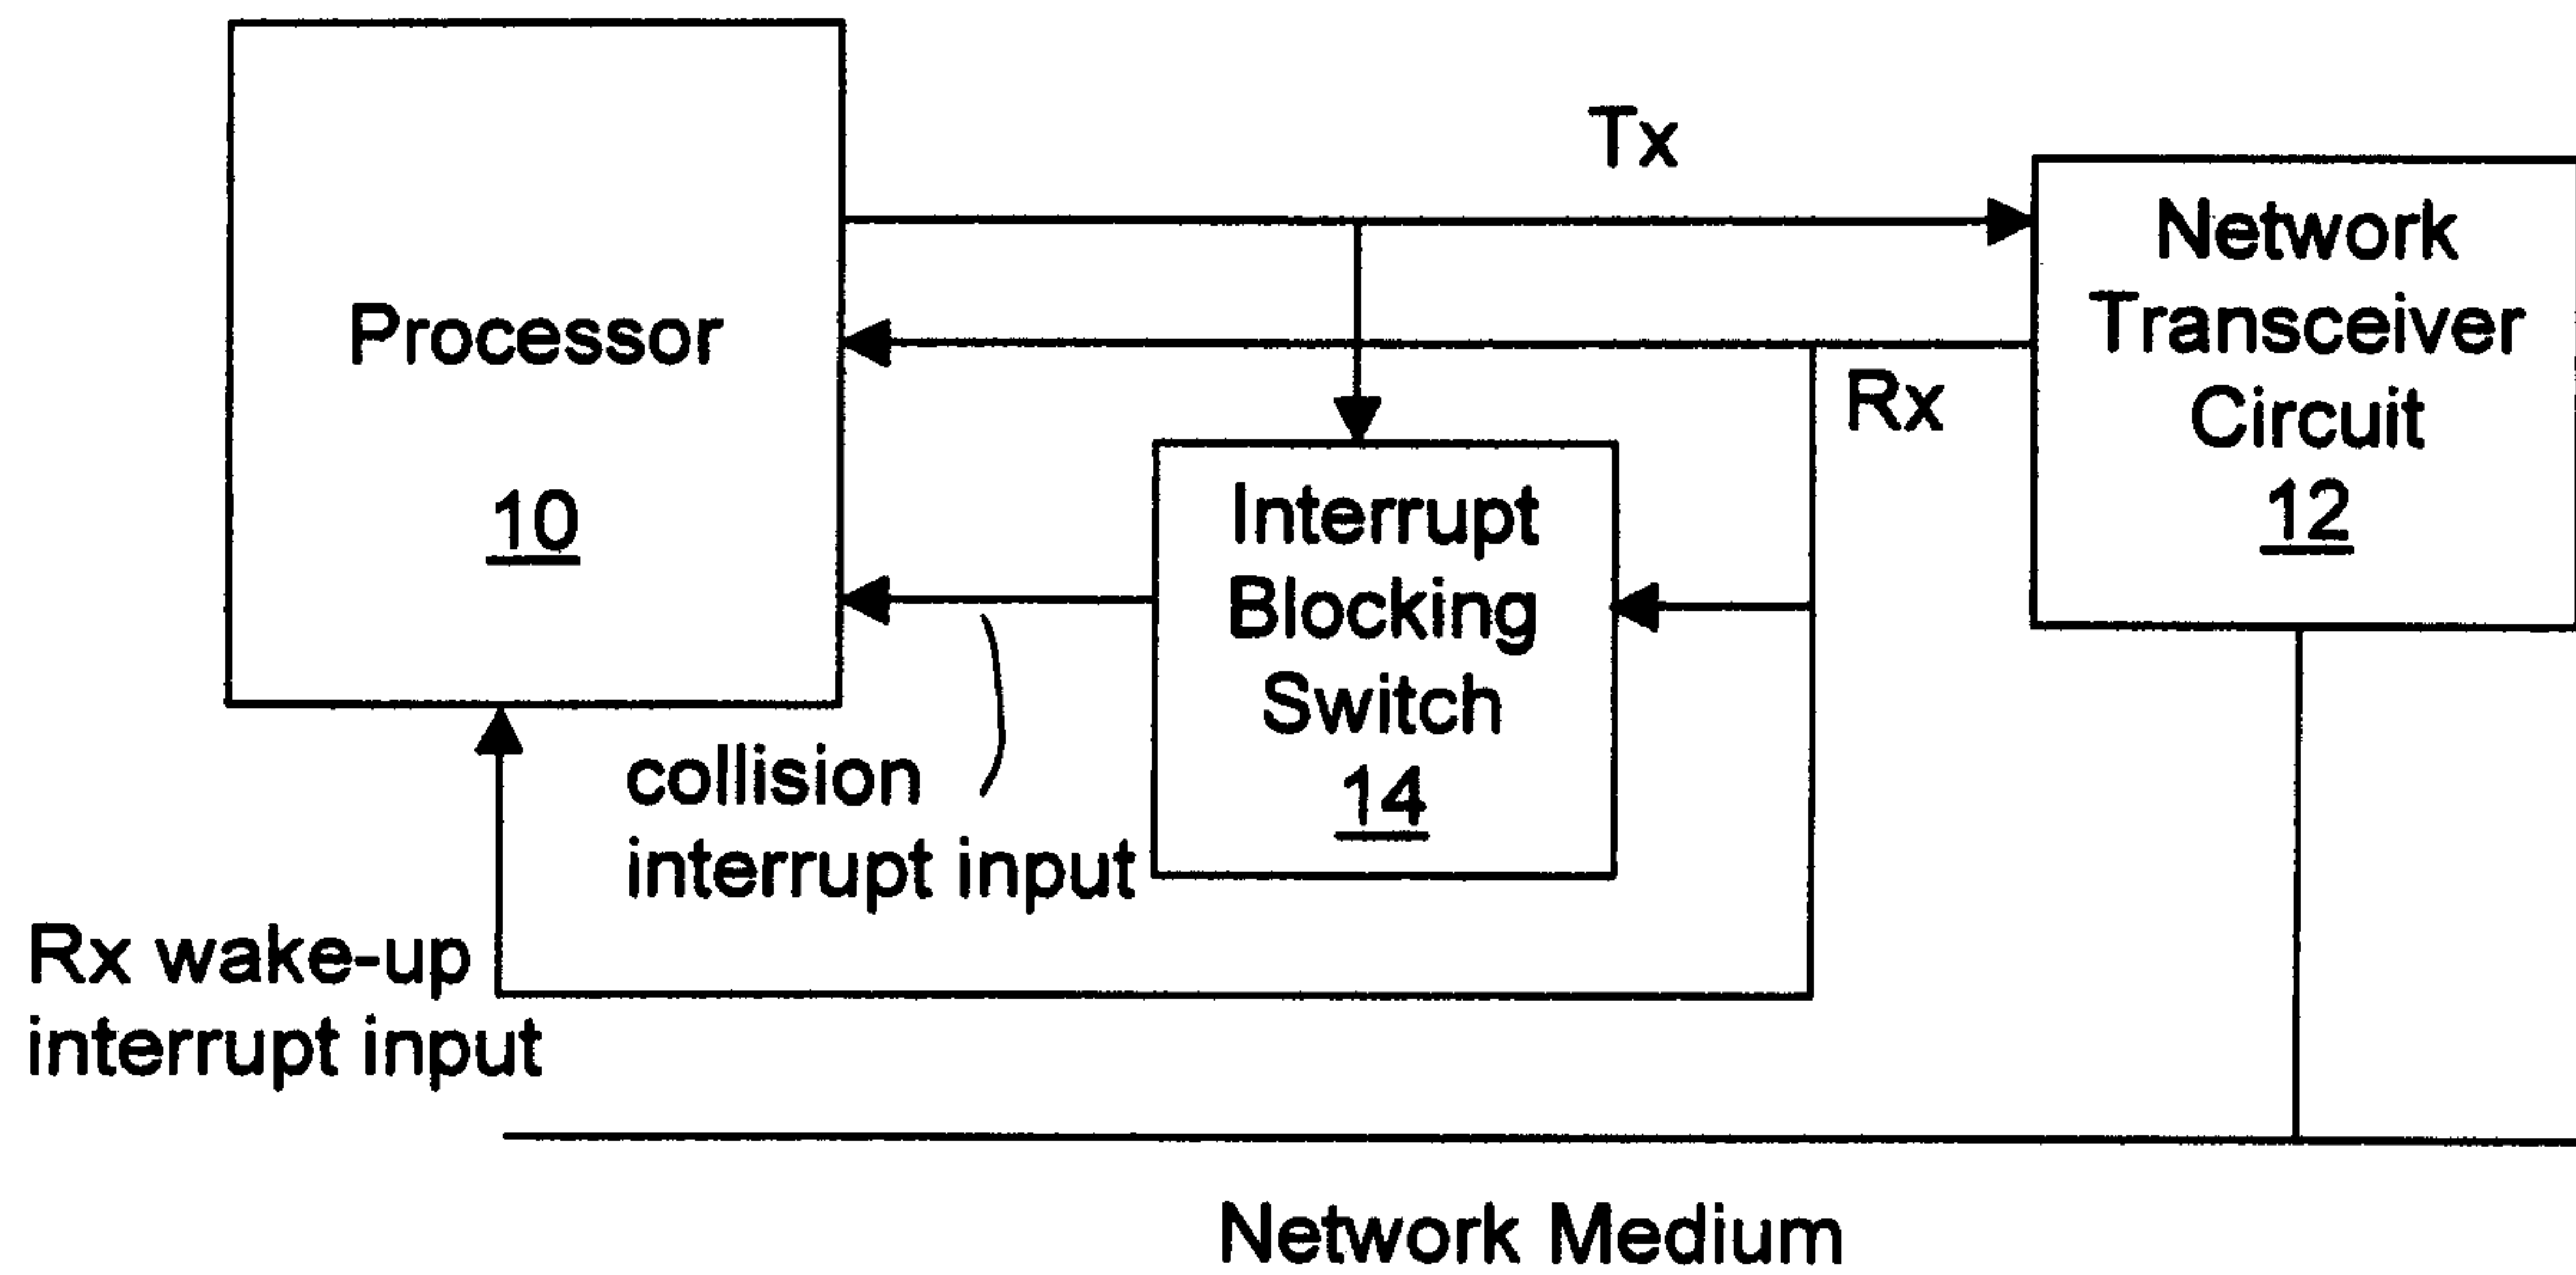 Tx
Processor
10
Network
Transceiver
Circuit
12
Rx
Interrupt
Blocking
Switch
14
collision
interrupt input
Rx wake-up
interrupt input
Network Medium